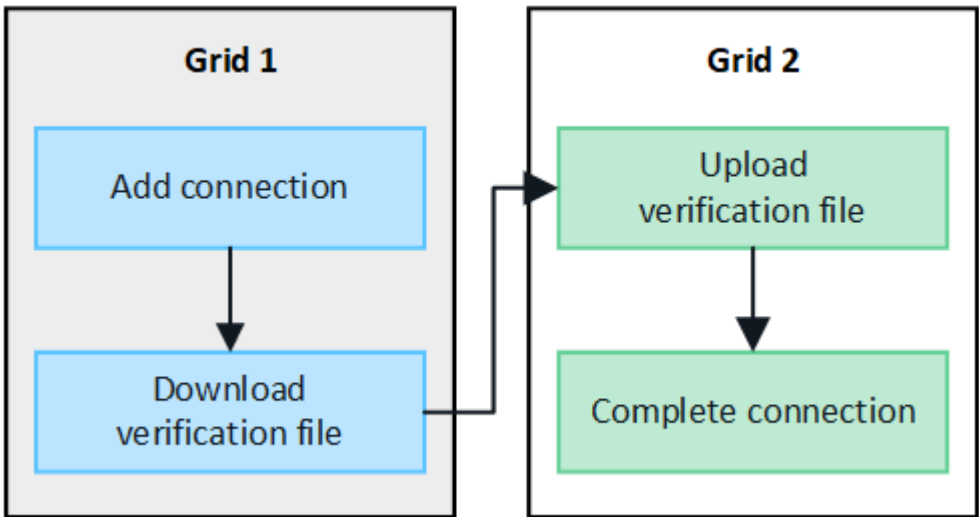 Grid 1
Add connection
Download
verification file
Grid 2
Upload
verification file
Complete connection